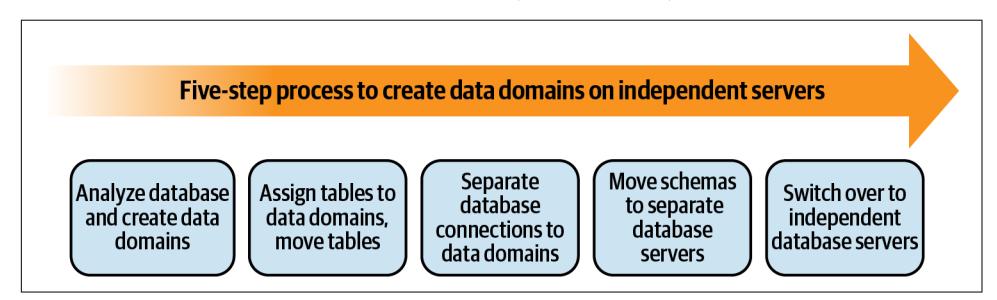 Five-step process to create data domains on independent servers
Analyze database
and create data
domains
Assign tables to
data domains,
move tables
Separate
database
connections to
data domains
Move schemas
to separate
database
servers
Switch over to
independent
database servers